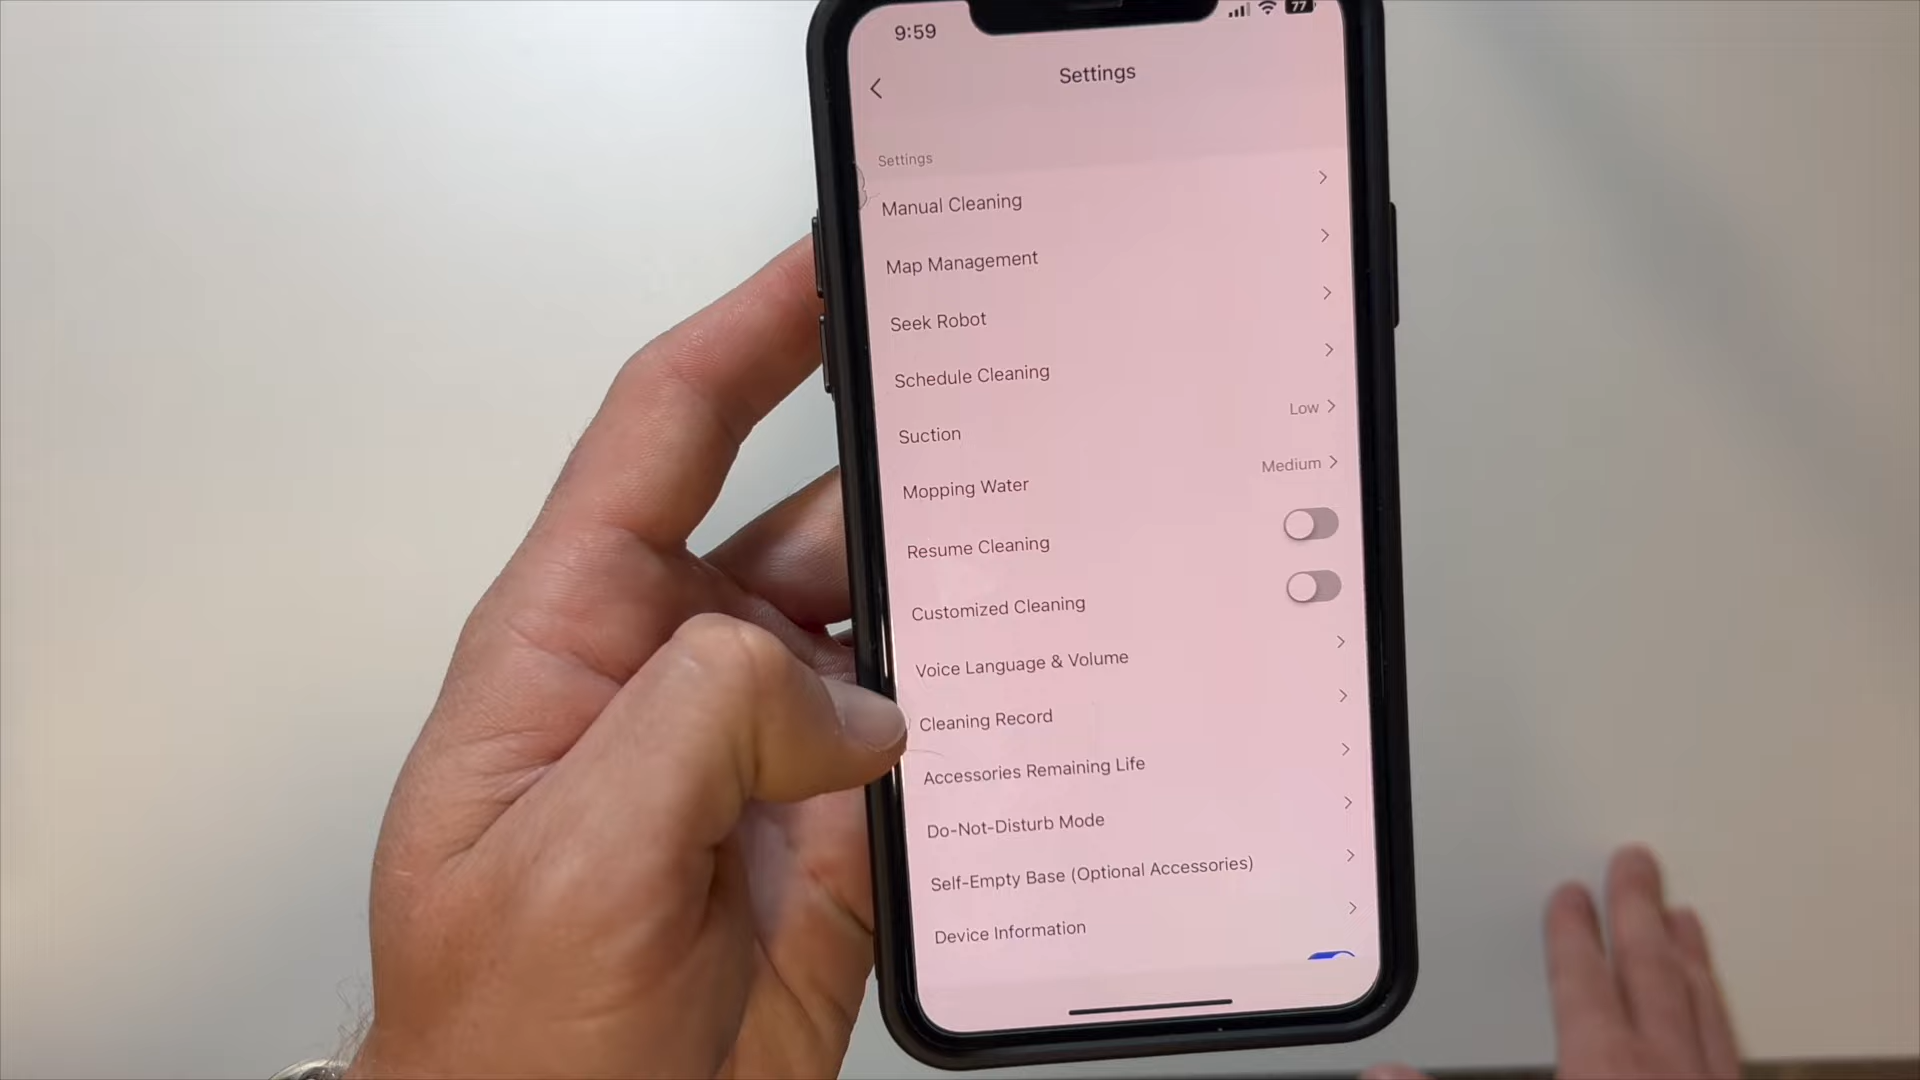 9:59
77
Settings
Settings
Manual Cleaning
Map Management
Seek Robot
Schedule Cleaning
Suction Low
Mopping Water Medium
Resume Cleaning
Customized Cleaning
Voice Language & Volume
Cleaning Record
Accessories Remaining Life
Do-Not-Disturb Mode
Self-Empty Base (Optional Accessories)
Device Information